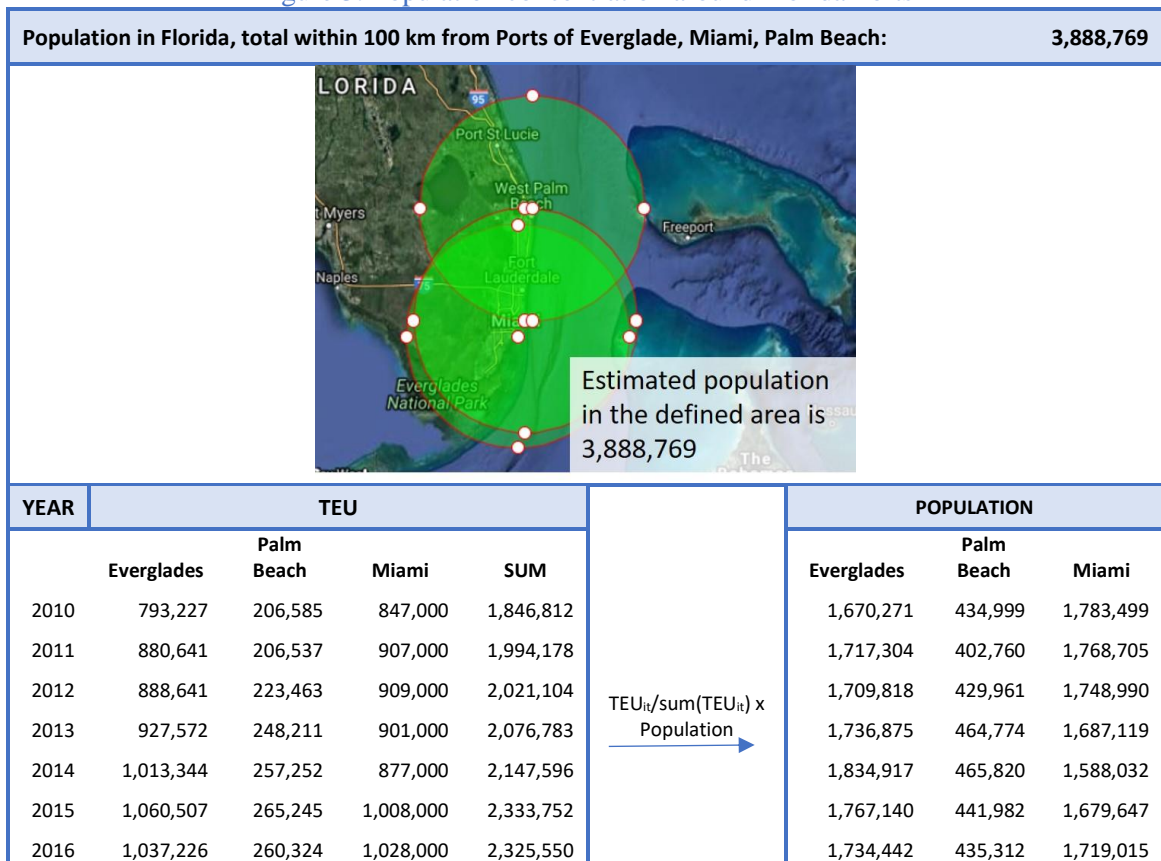 Population in Florida, total within 100 km from Ports of Everglade, Miami, Palm Beach: 3,888,769
LORIDA
95
Port St Lucie
West Palm
Beach
t Myers
Freeport
Fort
Lauderdale
Naples
75
Everglades
National Park
Estimated population
in the defined area is
3,888,769
The
YEAR TEU POPULATION
Everglades Palm Beach Miami SUM Everglades Palm Beach Miami
2010 793,227 206,585 847,000 1,846,812 1,670,271 434,999 1,783,499
2011 880,641 206,537 907,000 1,994,178 1,717,304 402,760 1,768,705
2012 888,641 223,463 909,000 2,021,104 1,709,818 429,961 1,748,990
TEUit/sum(TEUit) x
Population
2013 927,572 248,211 901,000 2,076,783 1,736,875 464,774 1,687,119
2014 1,013,344 257,252 877,000 2,147,596 1,834,917 465,820 1,588,032
2015 1,060,507 265,245 1,008,000 2,333,752 1,767,140 441,982 1,679,647
2016 1,037,226 260,324 1,028,000 2,325,550 1,734,442 435,312 1,719,015